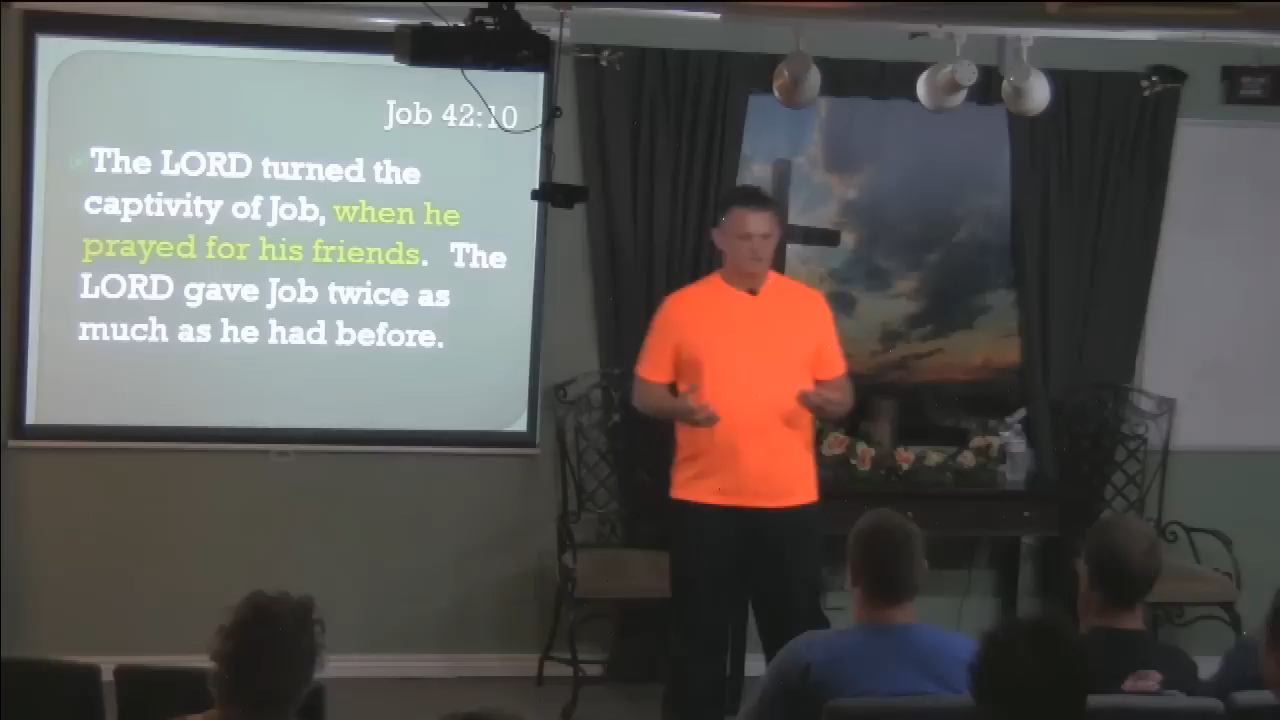 Job 42:10
The LORD turned the
captivity of Job, when he
prayed for his friends. The
LORD gave Job twice as
much as he had before.